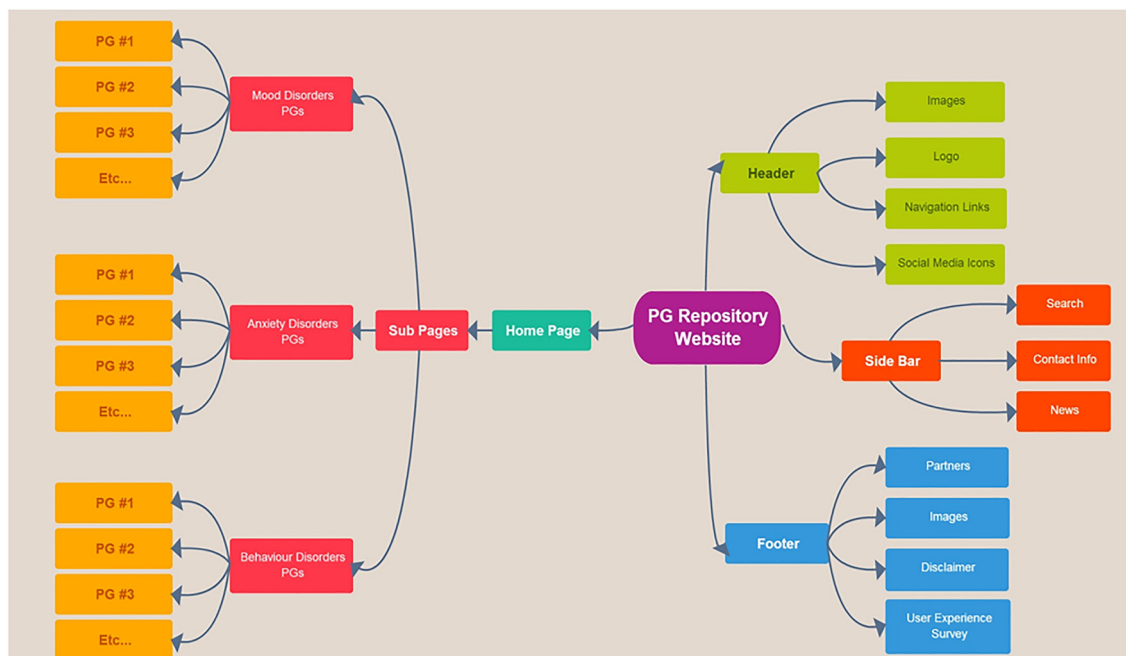 PG #1
PG #2
PG #3
Etc...
Mood Disorders
PGs
PG #1
PG #2
PG #3
Etc...
Anxiety Disorders
PGs
PG #1
PG #2
PG #3
Etc...
Behaviour Disorders
PGs
Sub Pages
Home Page
PG Repository
Website
Header
Images
Logo
Navigation Links
Social Media Icons
Side Bar
Search
Contact Info
News
Footer
Partners
Images
Disclaimer
User Experience
Survey